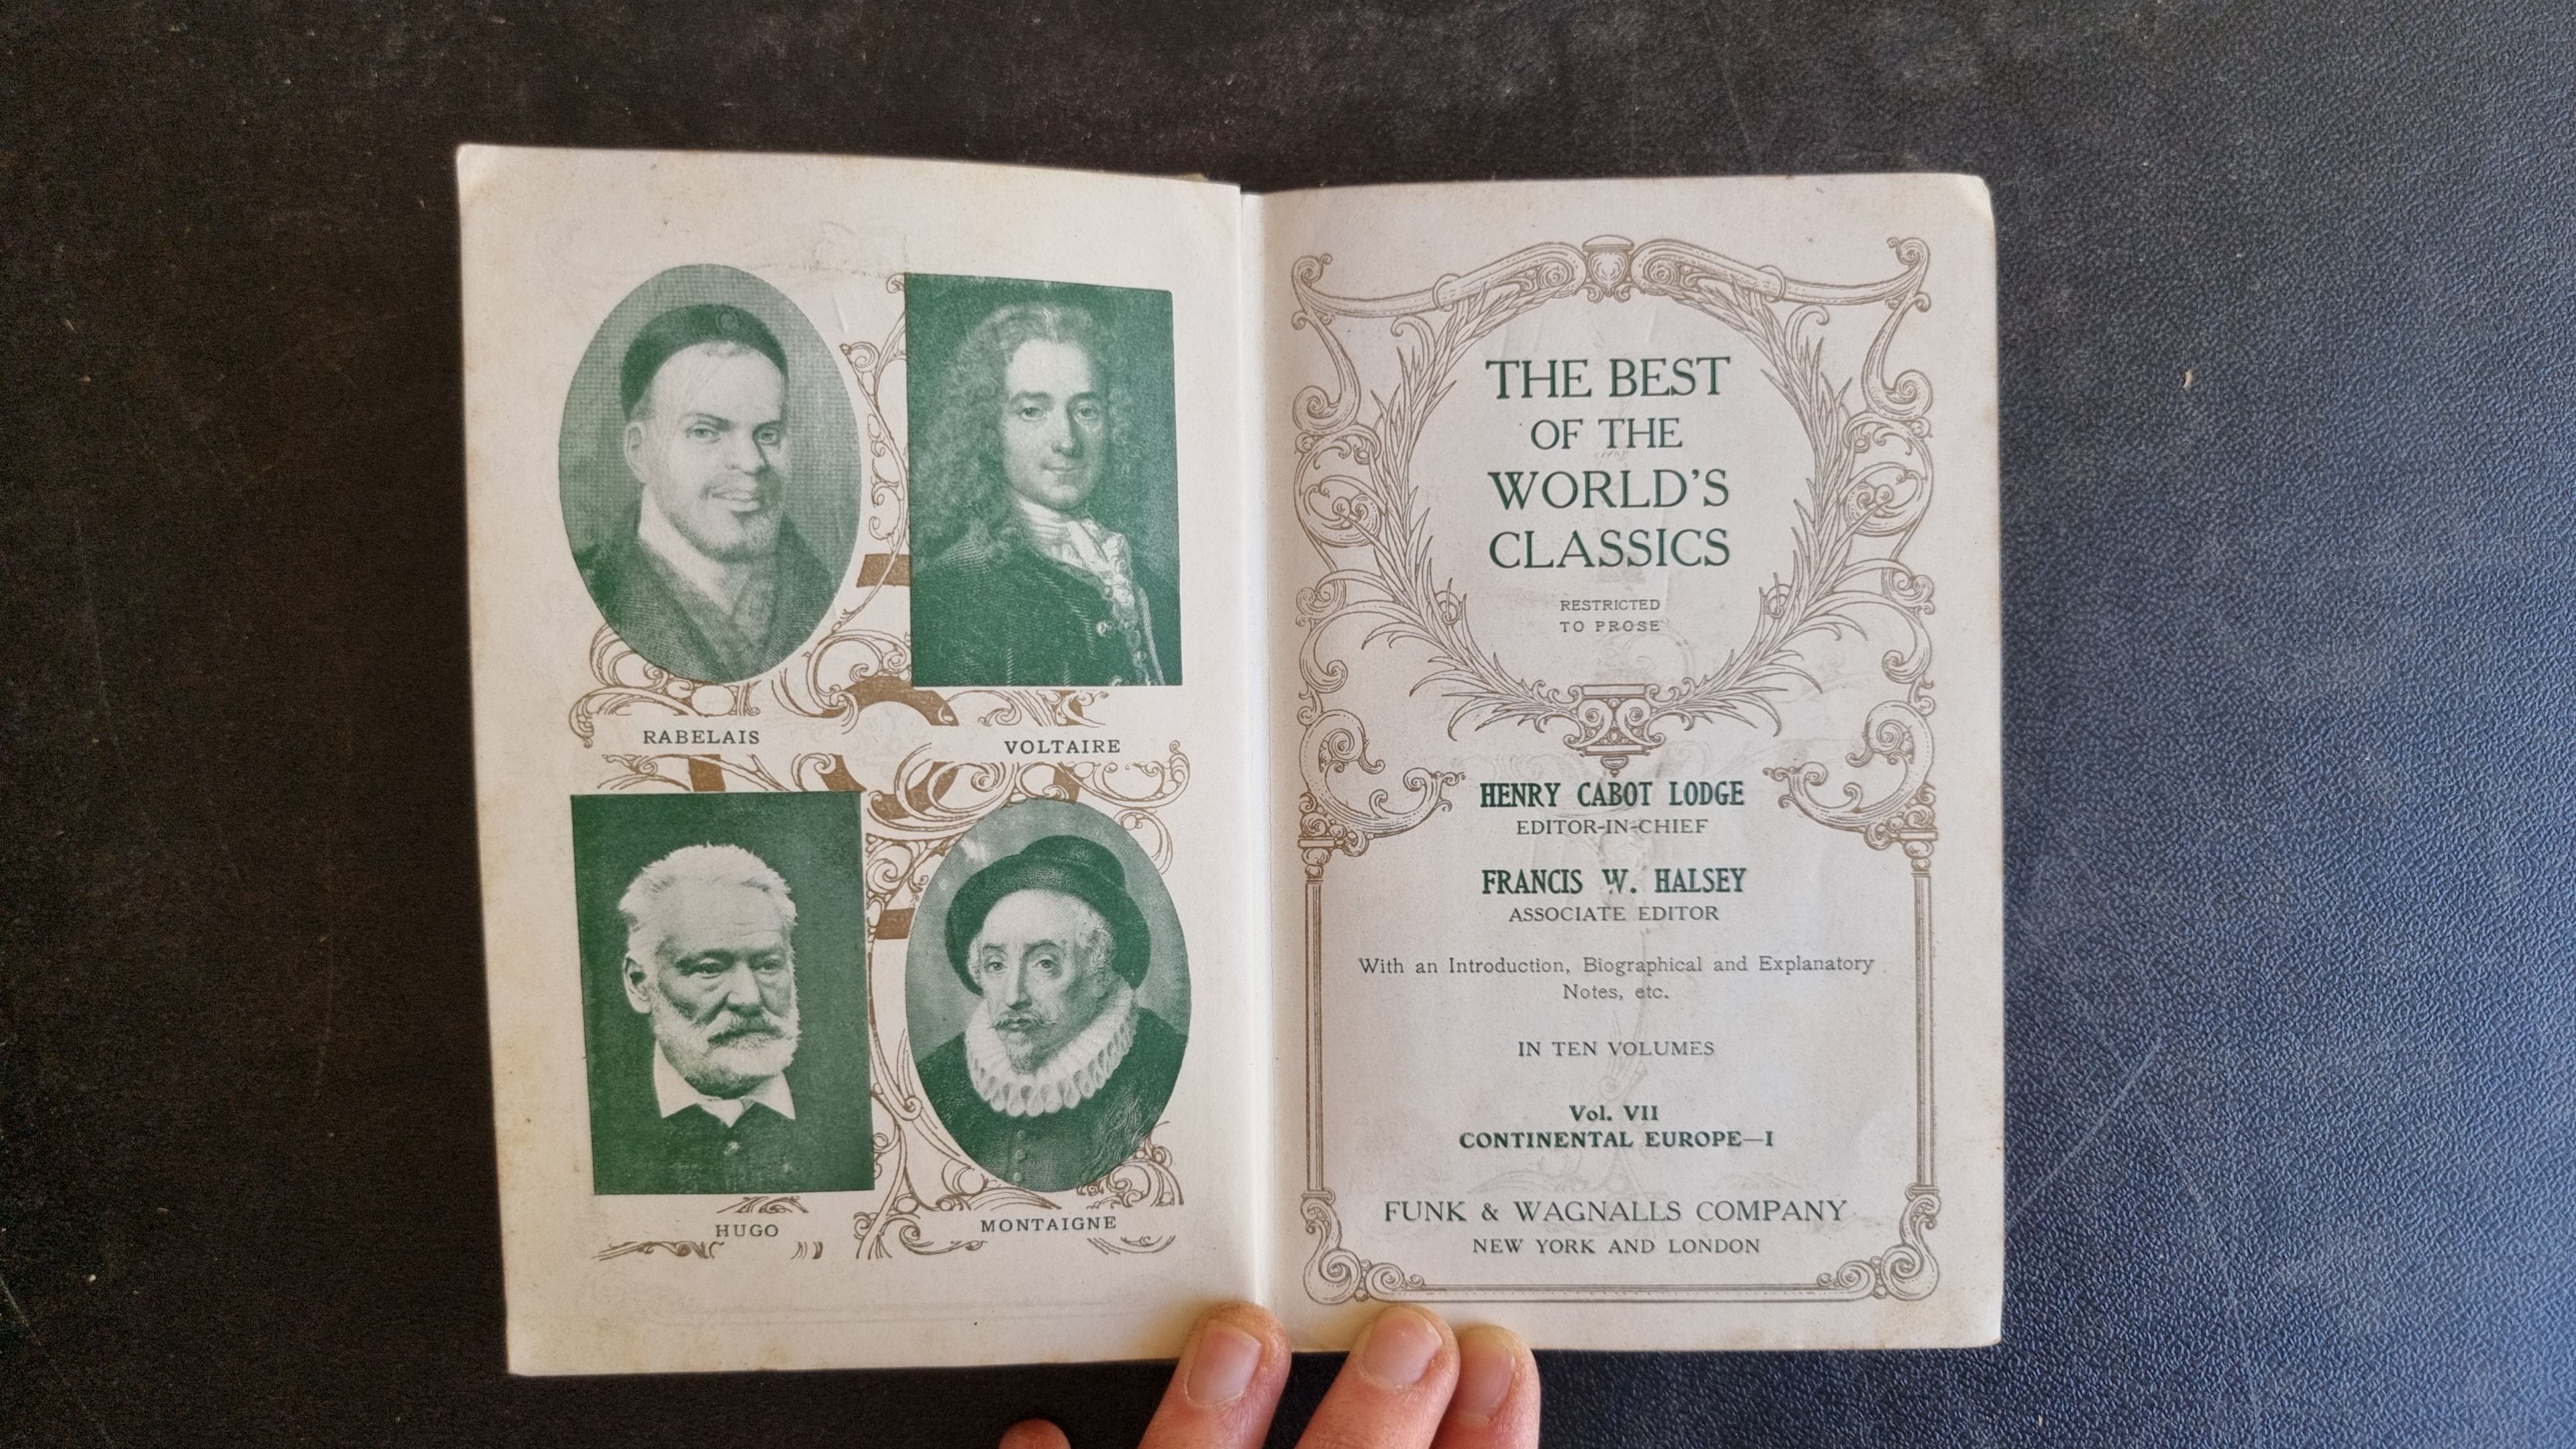 RABELAIS
VOLTAIRE
HUGO
MONTAIGNE
THE BEST
OF THE
WORLD'S
CLASSICS
RESTRICTED
TO PROSE
HENRY CABOT LODGE
EDITOR-IN-CHIEF
FRANCIS W. HALSEY
ASSOCIATE EDITOR
With an Introduction, Biographical and Explanatory
Notes, etc.
IN TEN VOLUMES
Vol. VII
CONTINENTAL EUROPE—I
FUNK & WAGNALLS COMPANY
NEW YORK AND LONDON